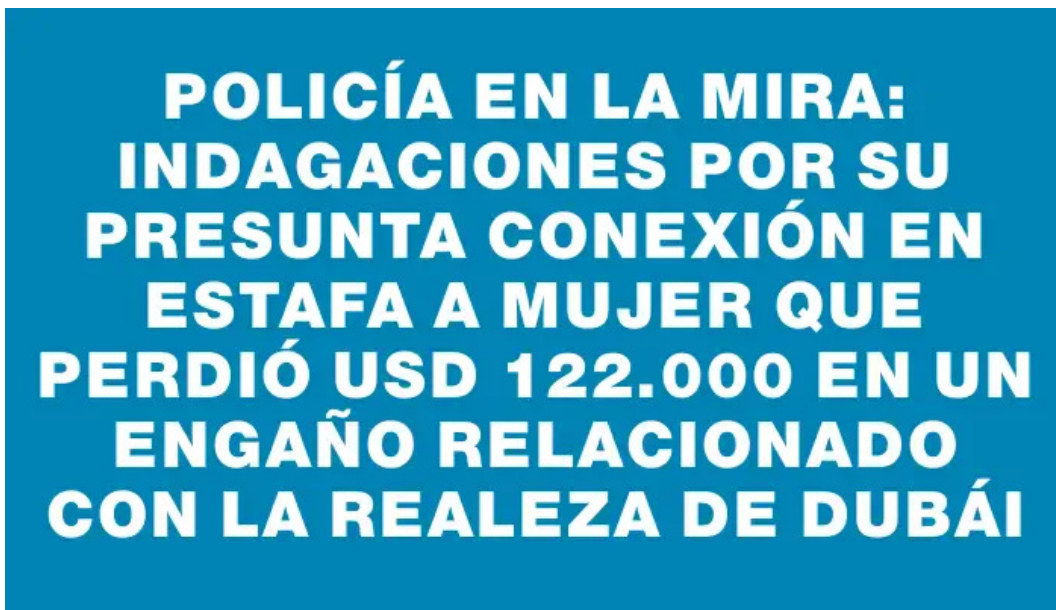 POLICÍA EN LA MIRA:
INDAGACIONES POR SU
PRESUNTA CONEXIÓN EN
ESTAFA A MUJER QUE
PERDIÓ USD 122.000 EN UN
ENGAÑO RELACIONADO
CON LA REALEZA DE DUBÁI